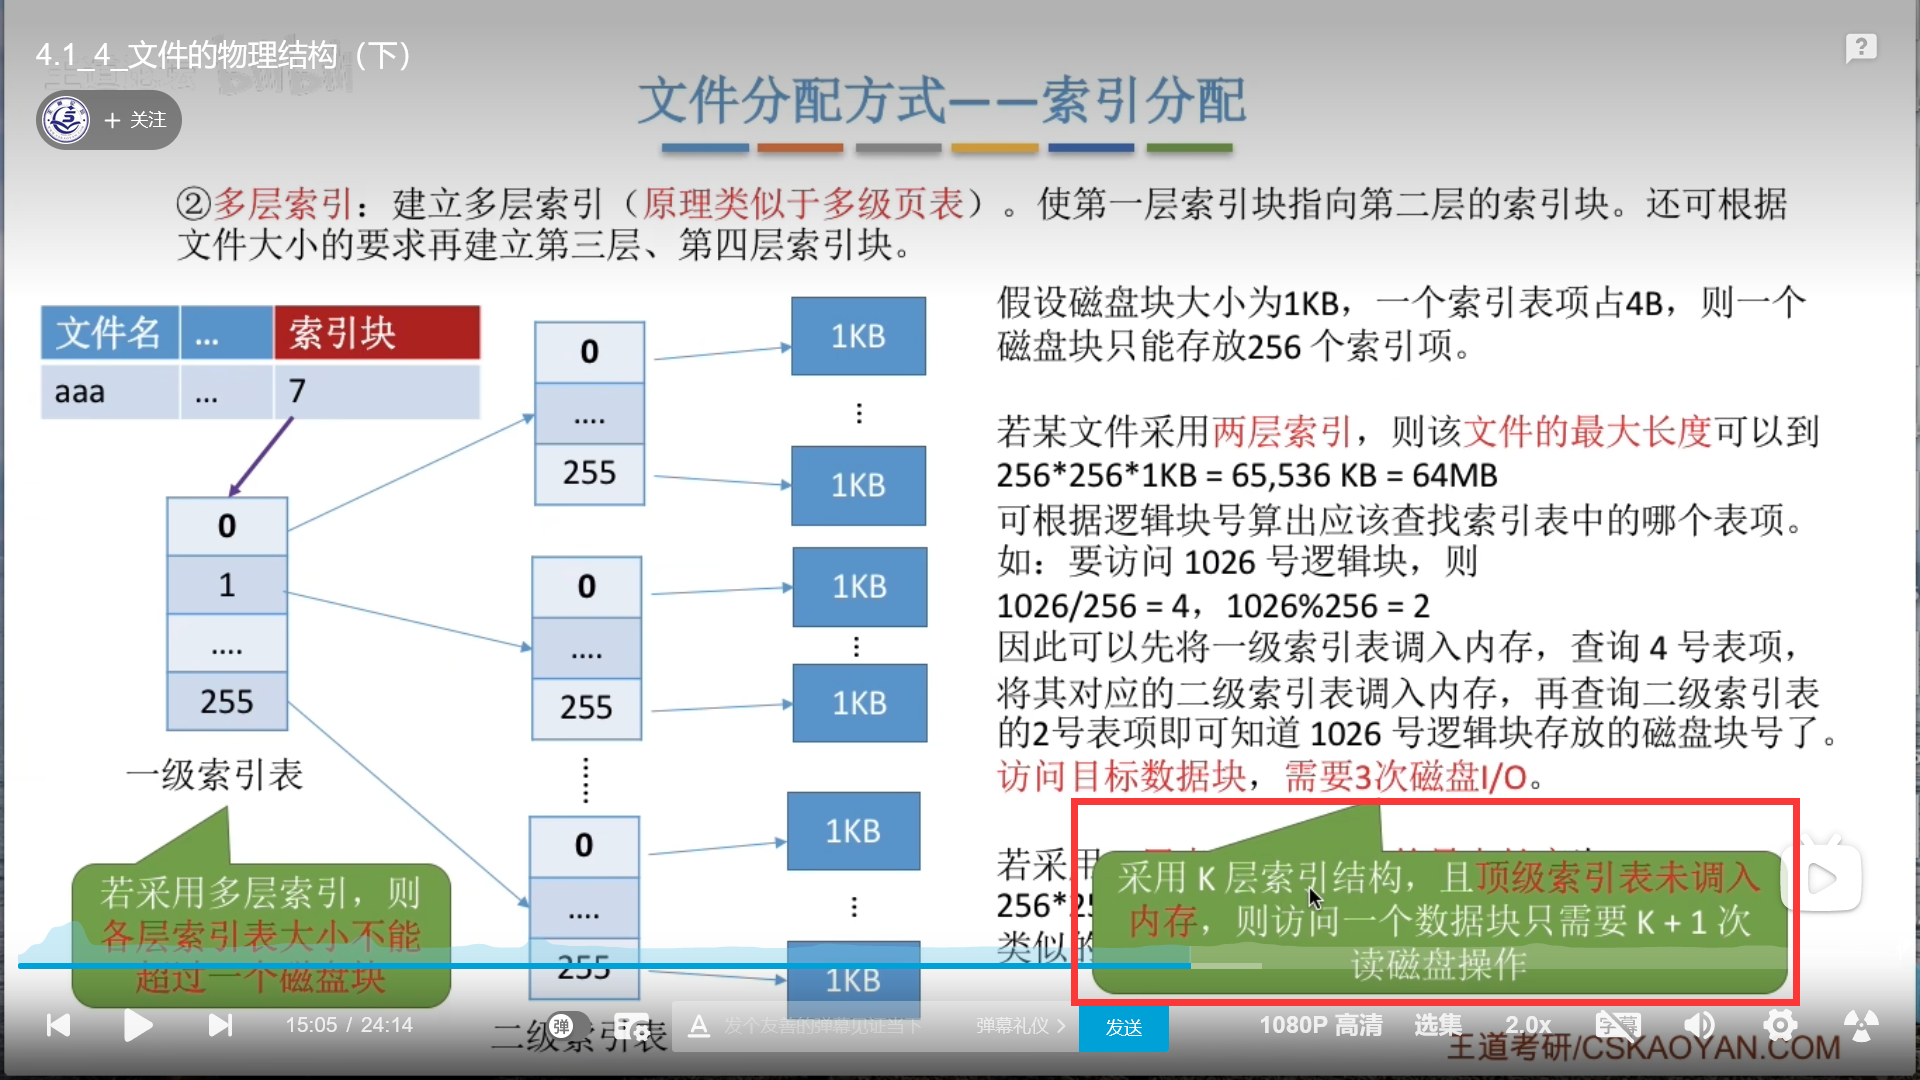 4.1_4_文件的物理结构（下）
+ 关注
文件分配方式——索引分配
②多层索引：建立多层索引（原理类似于多级页表）。使第一层索引块指向第二层的索引块。还可根据
文件大小的要求再建立第三层、第四层索引块。
文件名 ... 索引块
aaa ... 7
0
1
....
255
一级索引表
若采用多层索引，则
各层索引表大小不能
超过一个磁盘块
0
....
255
0
....
255
0
....
255
二级索引表
1KB
1KB
1KB
1KB
1KB
1KB
假设磁盘块大小为1KB，一个索引表项占4B，则一个
磁盘块只能存放256 个索引项。
若某文件采用两层索引，则该文件的最大长度可以到
256*256*1KB = 65,536 KB = 64MB
可根据逻辑块号算出应该查找索引表中的哪个表项。
如：要访问 1026 号逻辑块，则
1026/256 = 4，1026%256 = 2
因此可以先将一级索引表调入内存，查询 4 号表项，
将其对应的二级索引表调入内存，再查询二级索引表
的2号表项即可知道 1026 号逻辑块存放的磁盘块号了。
访问目标数据块，需要3次磁盘I/O。
若采用
256*25
类似的
采用 K 层索引结构，且顶级索引表未调入
内存，则访问一个数据块只需要 K + 1 次
读磁盘操作
15:05 / 24:14
弹
发个友善的弹幕见证当下
弹幕礼仪 >
发送
1080P 高清
选集
2.0x
字幕
王道考研/CSKAOYAN.COM